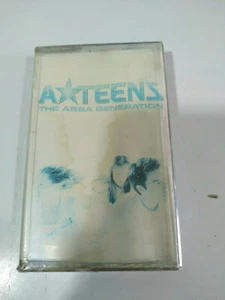 A★TEENS
THE ABBA GENERATION